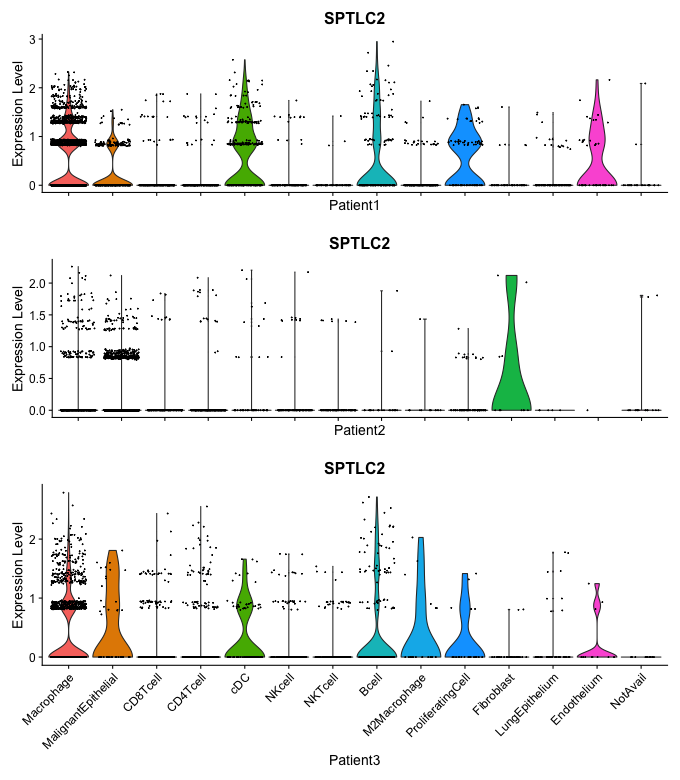 SPTLC2
Expression Level
3
2
1
0
Patient1
SPTLC2
Expression Level
2.0
1.5
1.0
0.5
0.0
Patient2
SPTLC2
Expression Level
2
1
0
Macrophage
MalignantEpithelial
CD8Tcell
CD4Tcell
cDC
NKcell
NKTcell
Bcell
M2Macrophage
ProliferatingCell
Fibroblast
LungEpithelium
Endothelium
NotAvail
Patient3